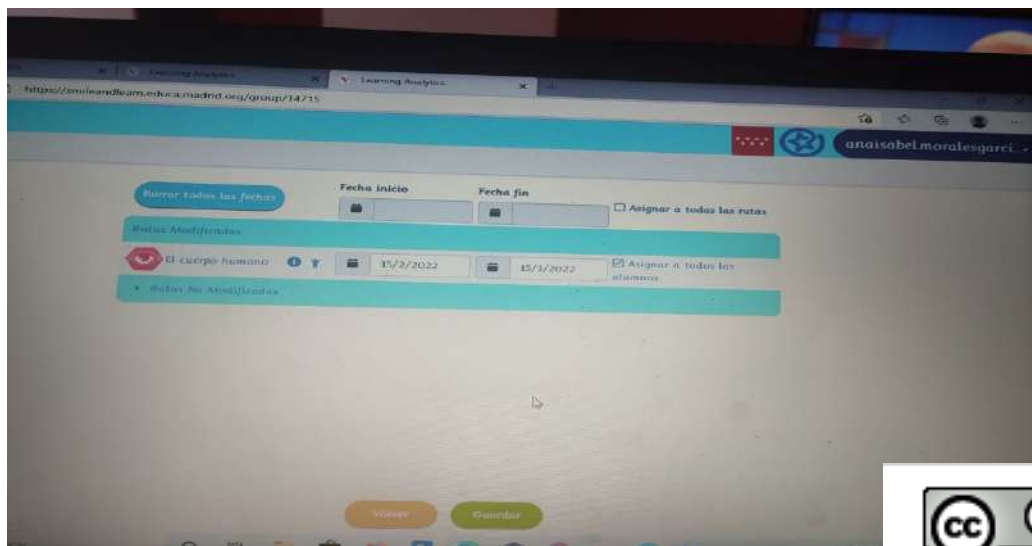 Learning Analytics
Learning Analytics
https://smileandlearn.educa.madrid.org/group/14715
anaisabel.moralesgarci...
Borrar todas las fechas
Fecha inicio
Fecha fin
Asignar a todas las rutas
Rutas Modificadas
El cuerpo humano
15/2/2022
15/3/2022
Asignar a todos los
alumnos
Rutas No Modificadas
Volver
Guardar
cc